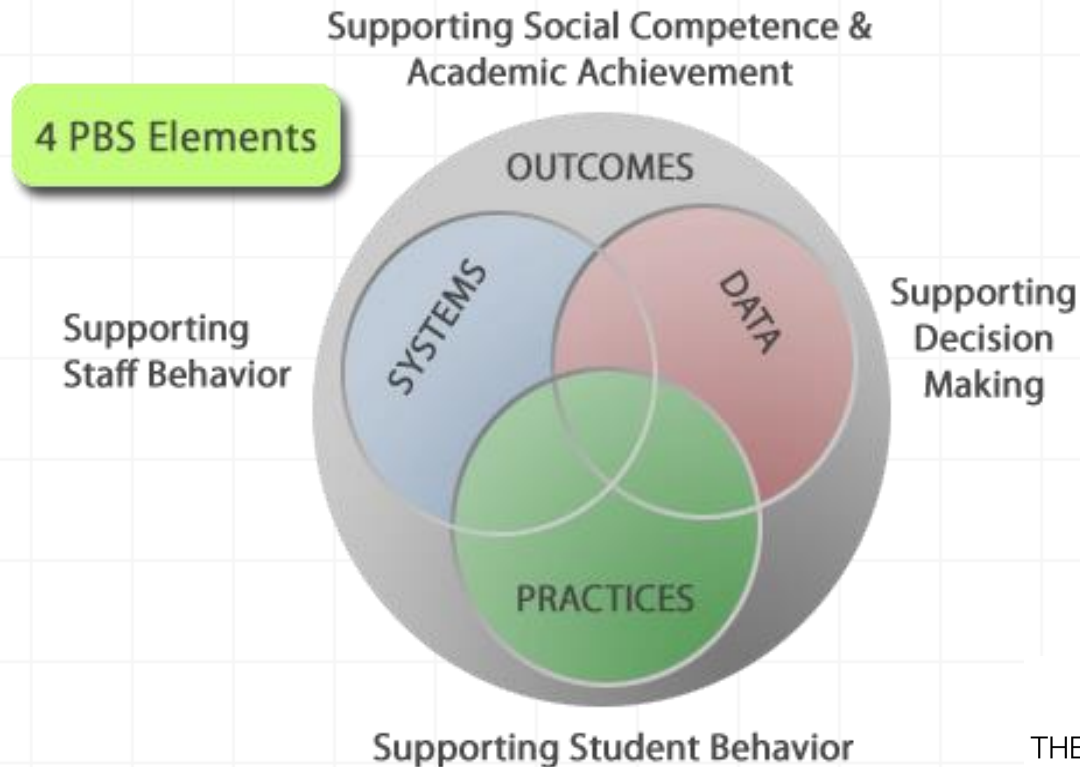 Supporting Social Competence &
Academic Achievement
4 PBS Elements
OUTCOMES
SYSTEMS
DATA
Supporting
Staff Behavior
Supporting
Decision
Making
PRACTICES
Supporting Student Behavior
THE